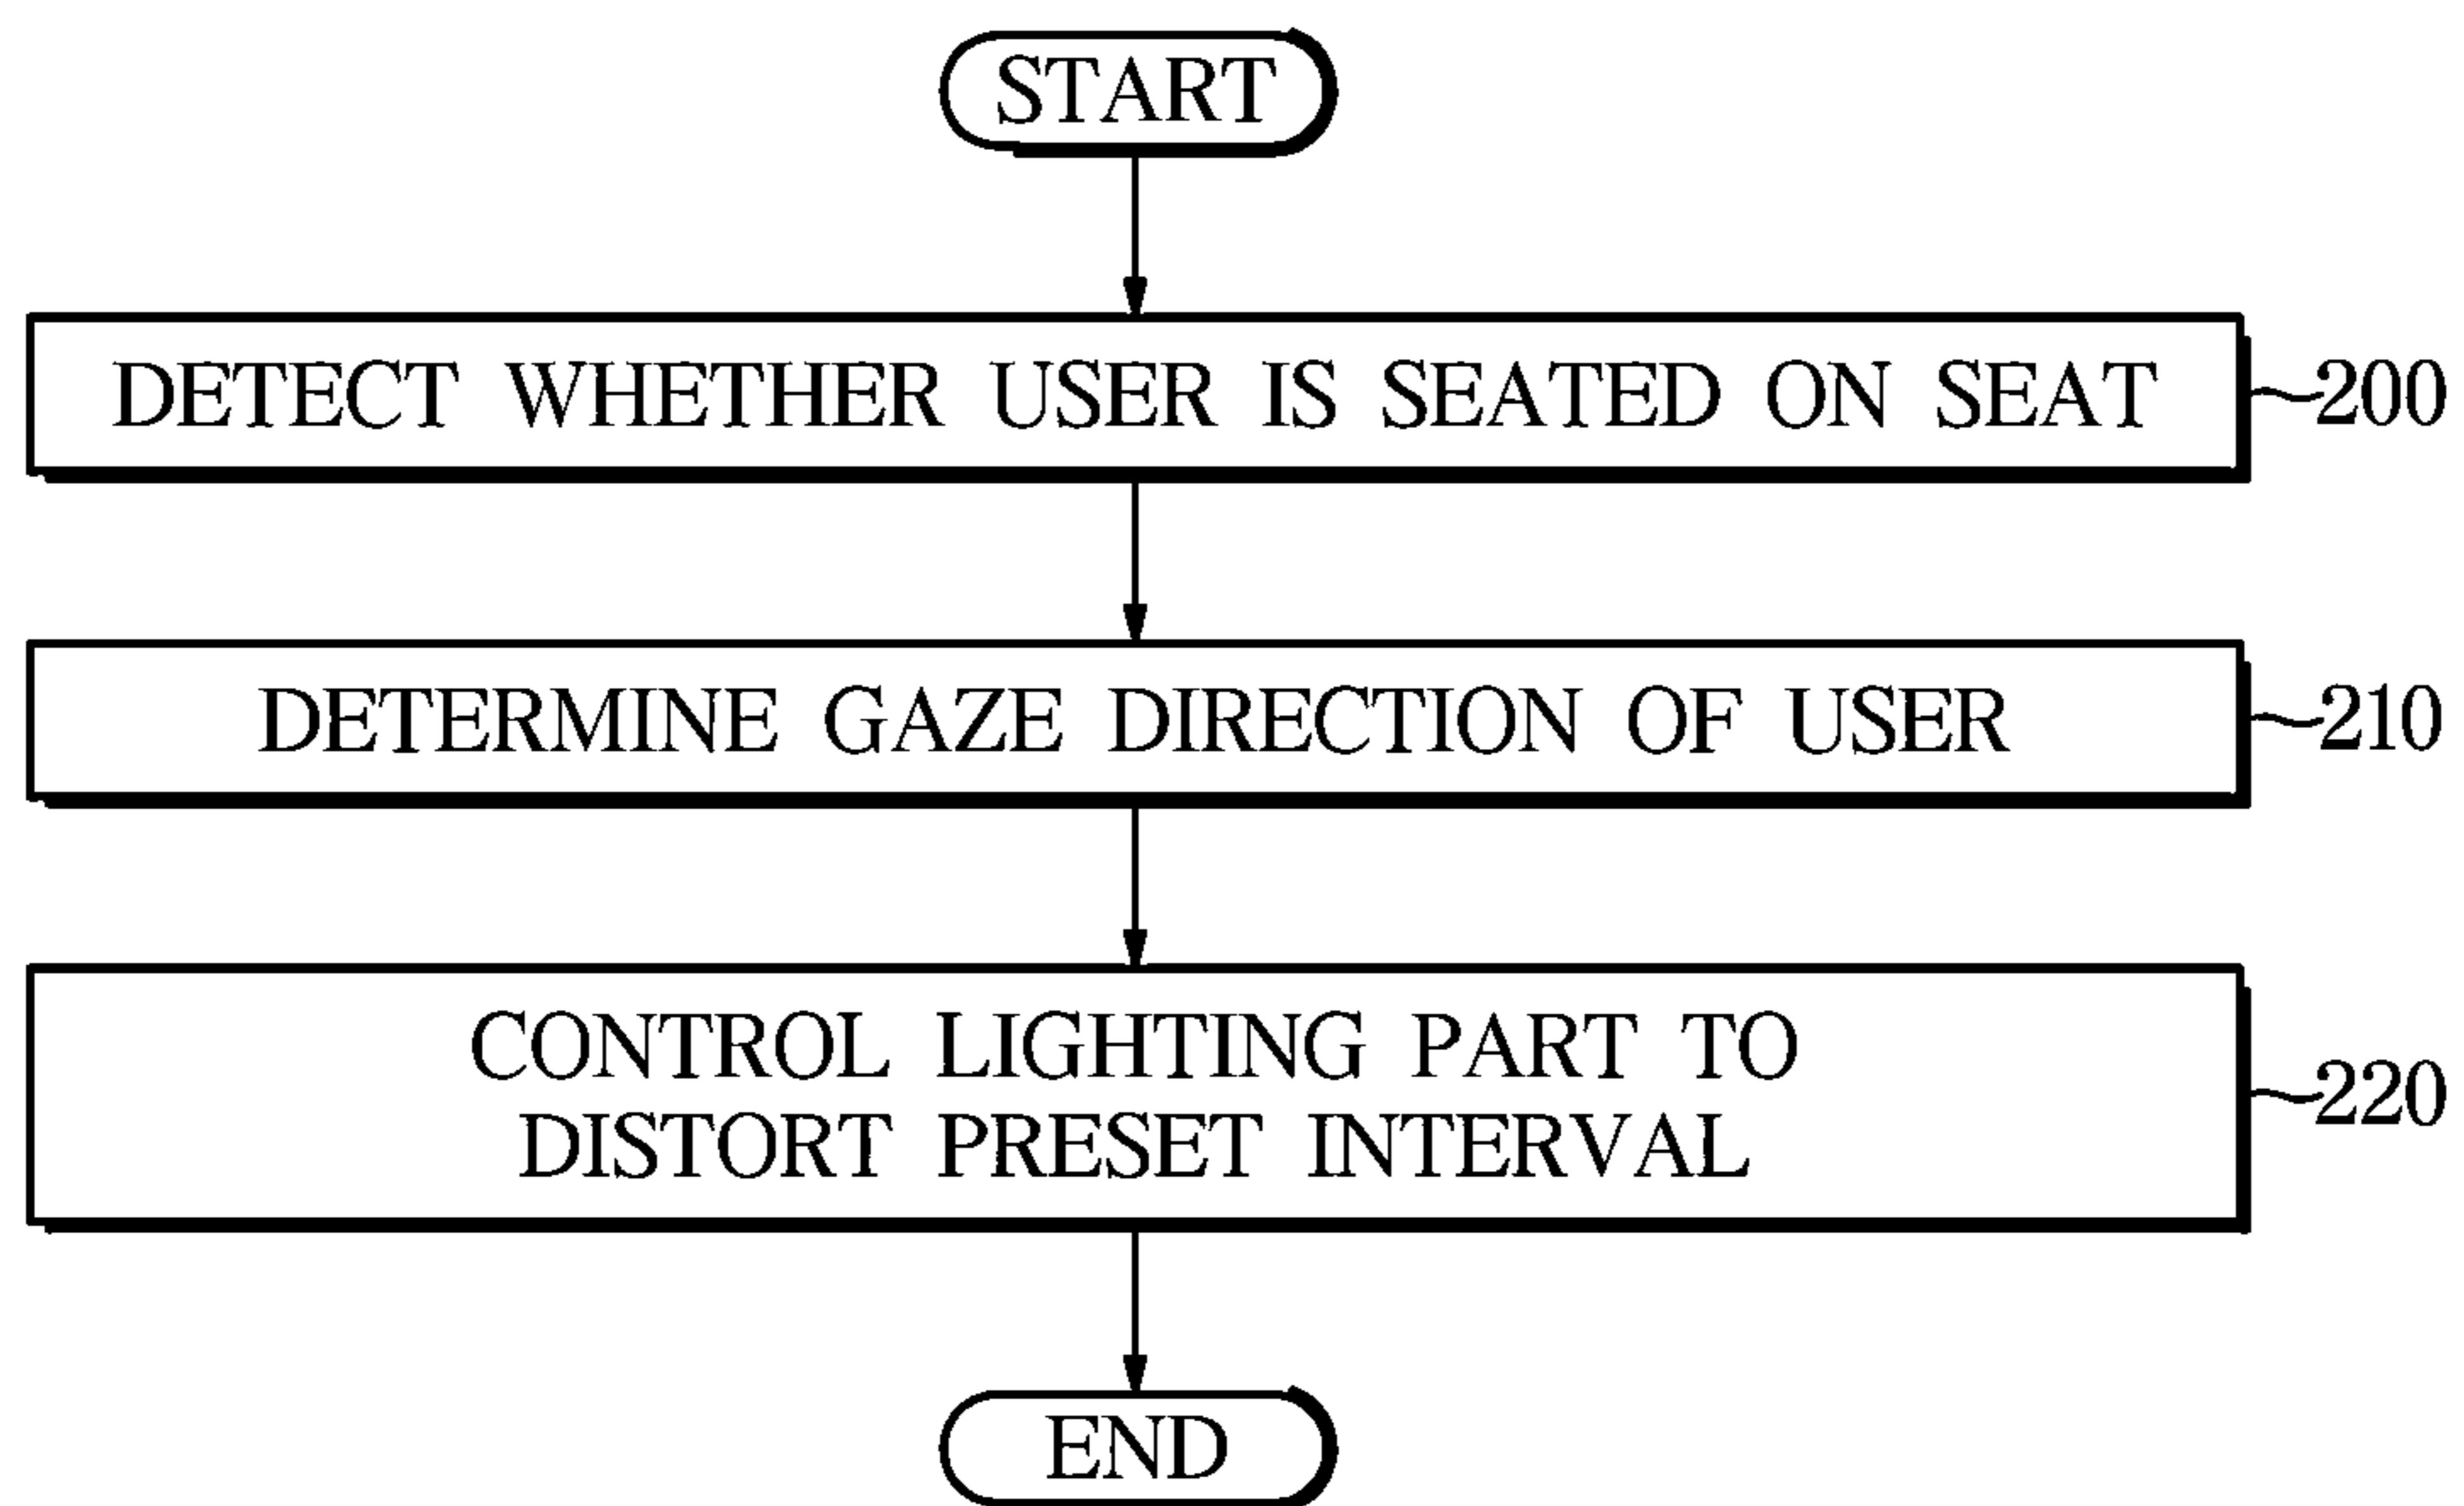 START
DETECT WHETHER USER IS SEATED ON SEAT
200
DETERMINE GAZE DIRECTION OF USER
210
CONTROL LIGHTING PART TO
DISTORT PRESET INTERVAL
220
END